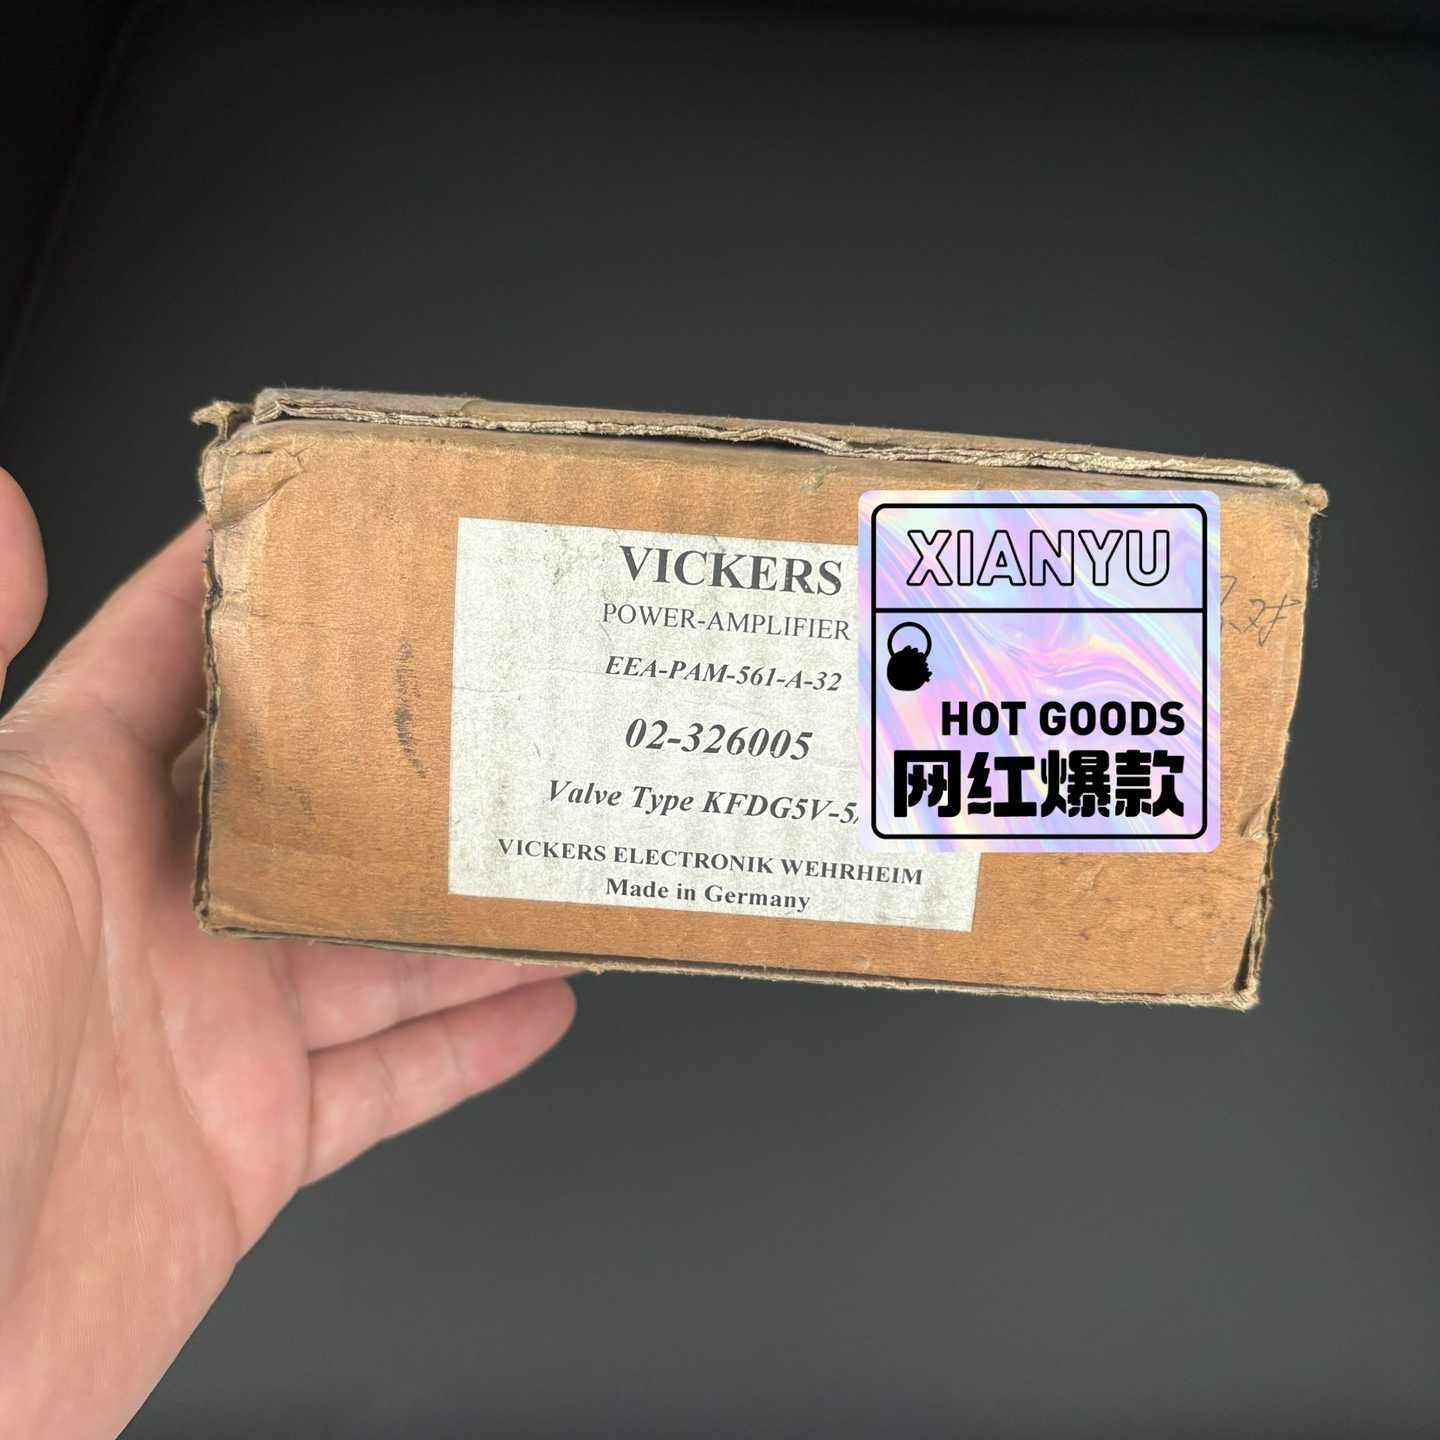 VICKERS
POWER-AMPLIFIER
EEA-PAM-561-A-32
02-326005
Valve Type KFDG5V-5/
VICKERS ELECTRONIK WEHRHEIM
Made in Germany
XIANYU
HOT GOODS
网红爆款